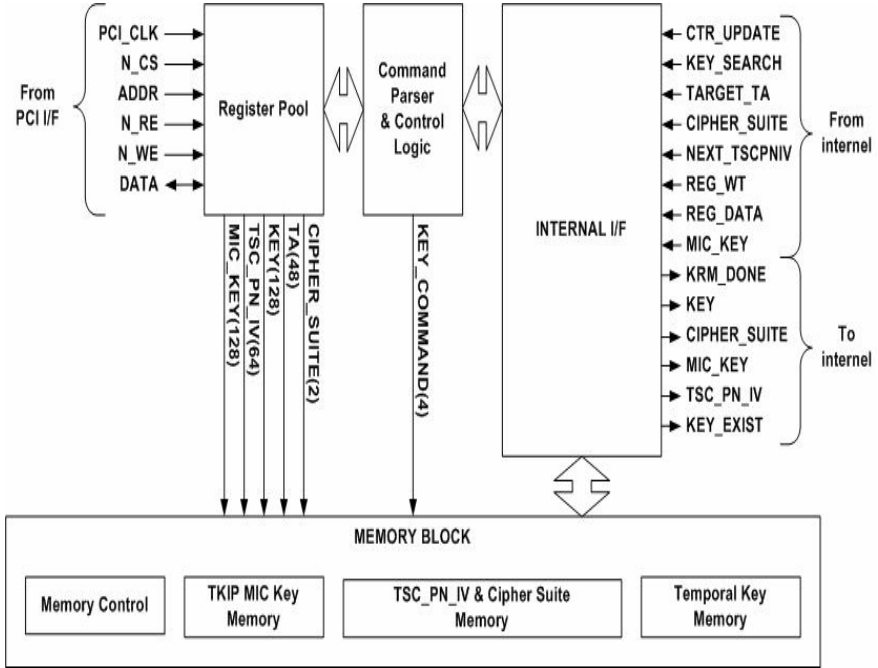 From
PCI I/F
PCI_CLK
N_CS
ADDR
N_RE
N_WE
DATA
Register Pool
Command
Parser
& Control
Logic
INTERNAL I/F
CTR_UPDATE
KEY_SEARCH
TARGET_TA
CIPHER_SUITE
NEXT_TSCPNIV
REG_WT
REG_DATA
MIC_KEY
KRM_DONE
KEY
CIPHER_SUITE
MIC_KEY
TSC_PN_IV
KEY_EXIST
From
internel
To
internel
MIC_KEY(128)
TSC_PN_IV(64)
KEY(128)
TA(48)
CIPHER_SUITE(2)
KEY_COMMAND(4)
MEMORY BLOCK
Memory Control
TKIP MIC Key
Memory
TSC_PN_IV & Cipher Suite
Memory
Temporal Key
Memory